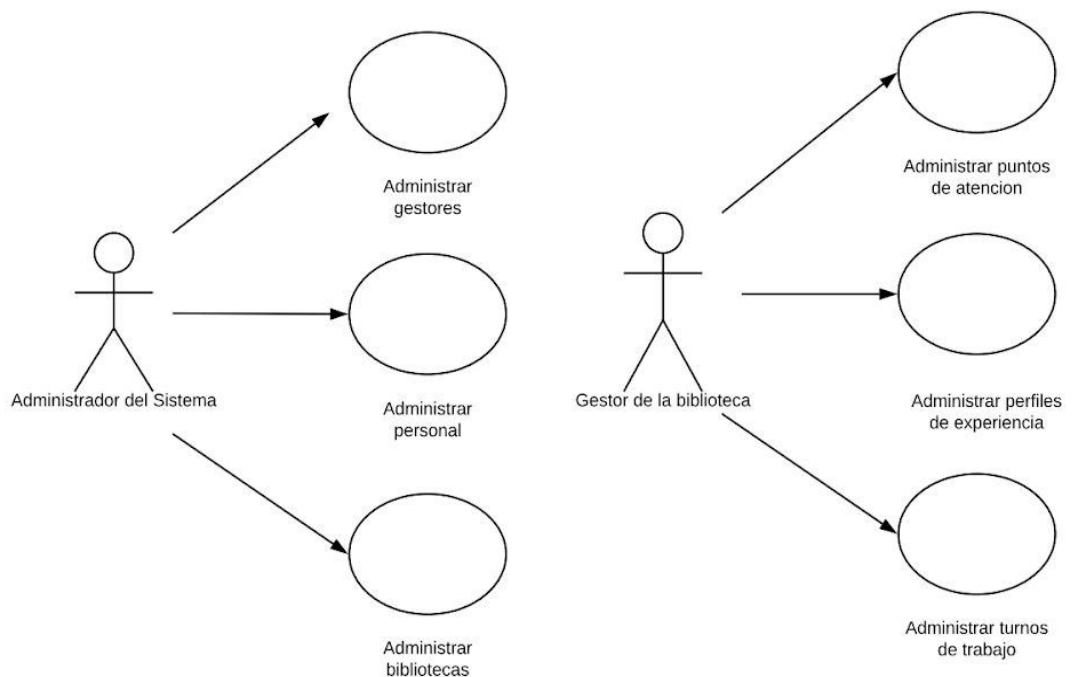 Administrar
gestores
Administrador del Sistema
Administrar
personal
Administrar
bibliotecas
Administrar puntos
de atencion
Gestor de la biblioteca
Administrar perfiles
de experiencia
Administrar turnos
de trabajo